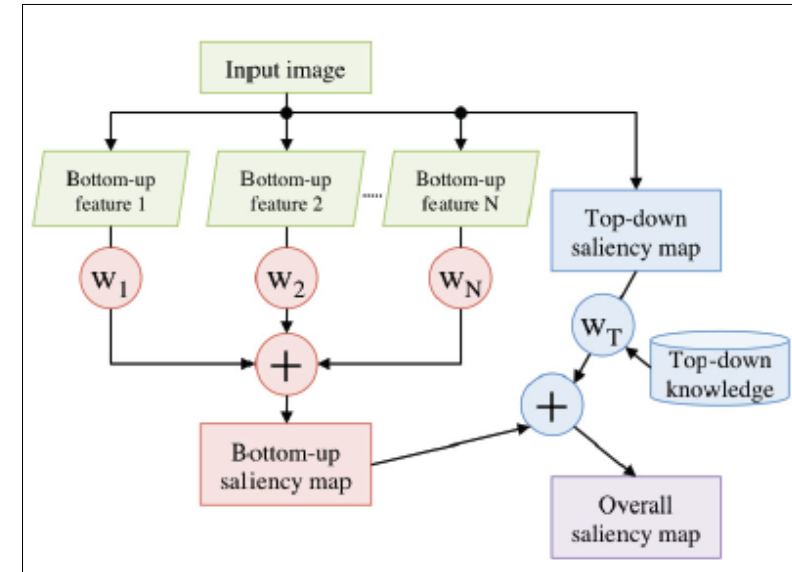 Input image
Bottom-up
feature 1
Bottom-up
feature 2
.....
Bottom-up
feature N
Top-down
saliency map
w1
w2
wN
wT
Top-down
knowledge
+
+
Bottom-up
saliency map
Overall
saliency map